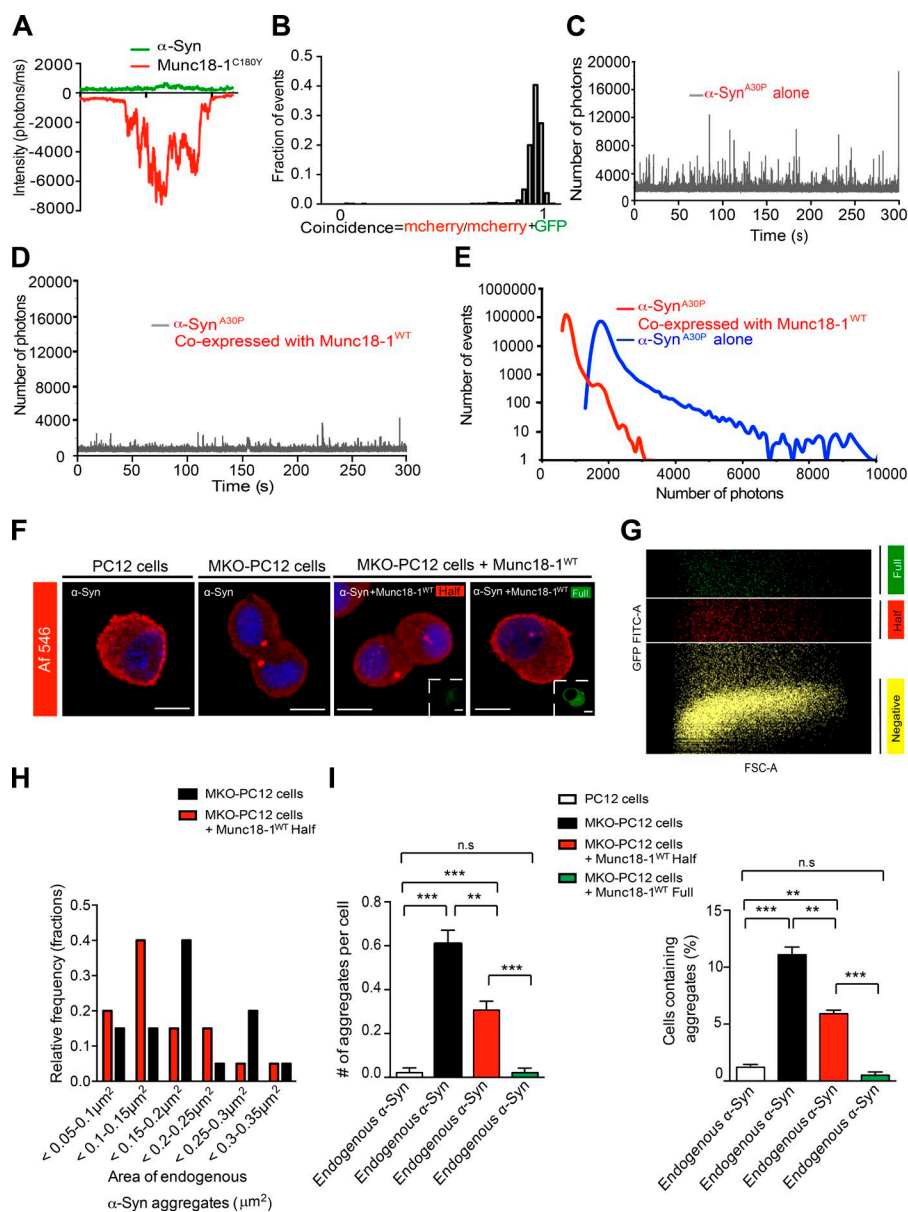 A
α-Syn
Munc18-1C180Y
Intensity (photons/ms)
2000
0
-2000
-4000
-6000
-8000
B
Fraction of events
0.5
0.4
0.3
0.2
0.1
0.0
0
1
Coincidence=mcherry/mcherry+GFP
C
Number of photons
20000
16000
12000
8000
4000
0
α-SynA30P alone
0 50 100 150 200 250 300
Time (s)
D
Number of photons
20000
16000
12000
8000
4000
0
α-SynA30P
Co-expressed with Munc18-1WT
0 50 100 150 200 250 300
Time (s)
E
Number of events
1000000
100000
10000
1000
100
10
1
α-SynA30P
Co-expressed with Munc18-1WT
α-SynA30P alone
0 2000 4000 6000 8000 10000
Number of photons
F
PC12 cells
MKO-PC12 cells
MKO-PC12 cells + Munc18-1WT
Af 546
α-Syn
α-Syn
α-Syn+Munc18-1WT Half
α-Syn +Munc18-1WT Full
G
GFP FITC-A
Full
Half
Negative
FSC-A
H
MKO-PC12 cells
MKO-PC12 cells
+ Munc18-1WT Half
Relative frequency (fractions)
0.5
0.4
0.3
0.2
0.1
0.0
< 0.05-0.1μm2
< 0.1-0.15μm2
< 0.15-0.2μm2
< 0.2-0.25μm2
< 0.25-0.3μm2
< 0.3-0.35μm2
Area of endogenous
α-Syn aggregates (μm2)
I
PC12 cells
MKO-PC12 cells
MKO-PC12 cells
+ Munc18-1WT Half
MKO-PC12 cells
+ Munc18-1WT Full
# of aggregates per cell
0.8
0.6
0.4
0.2
0.0
n.s
***
*** **
***
Endogenous α-Syn
Endogenous α-Syn
Endogenous α-Syn
Endogenous α-Syn
Cells containing
aggregates (%)
15
10
5
0
n.s
**
*** **
***
Endogenous α-Syn
Endogenous α-Syn
Endogenous α-Syn
Endogenous α-Syn